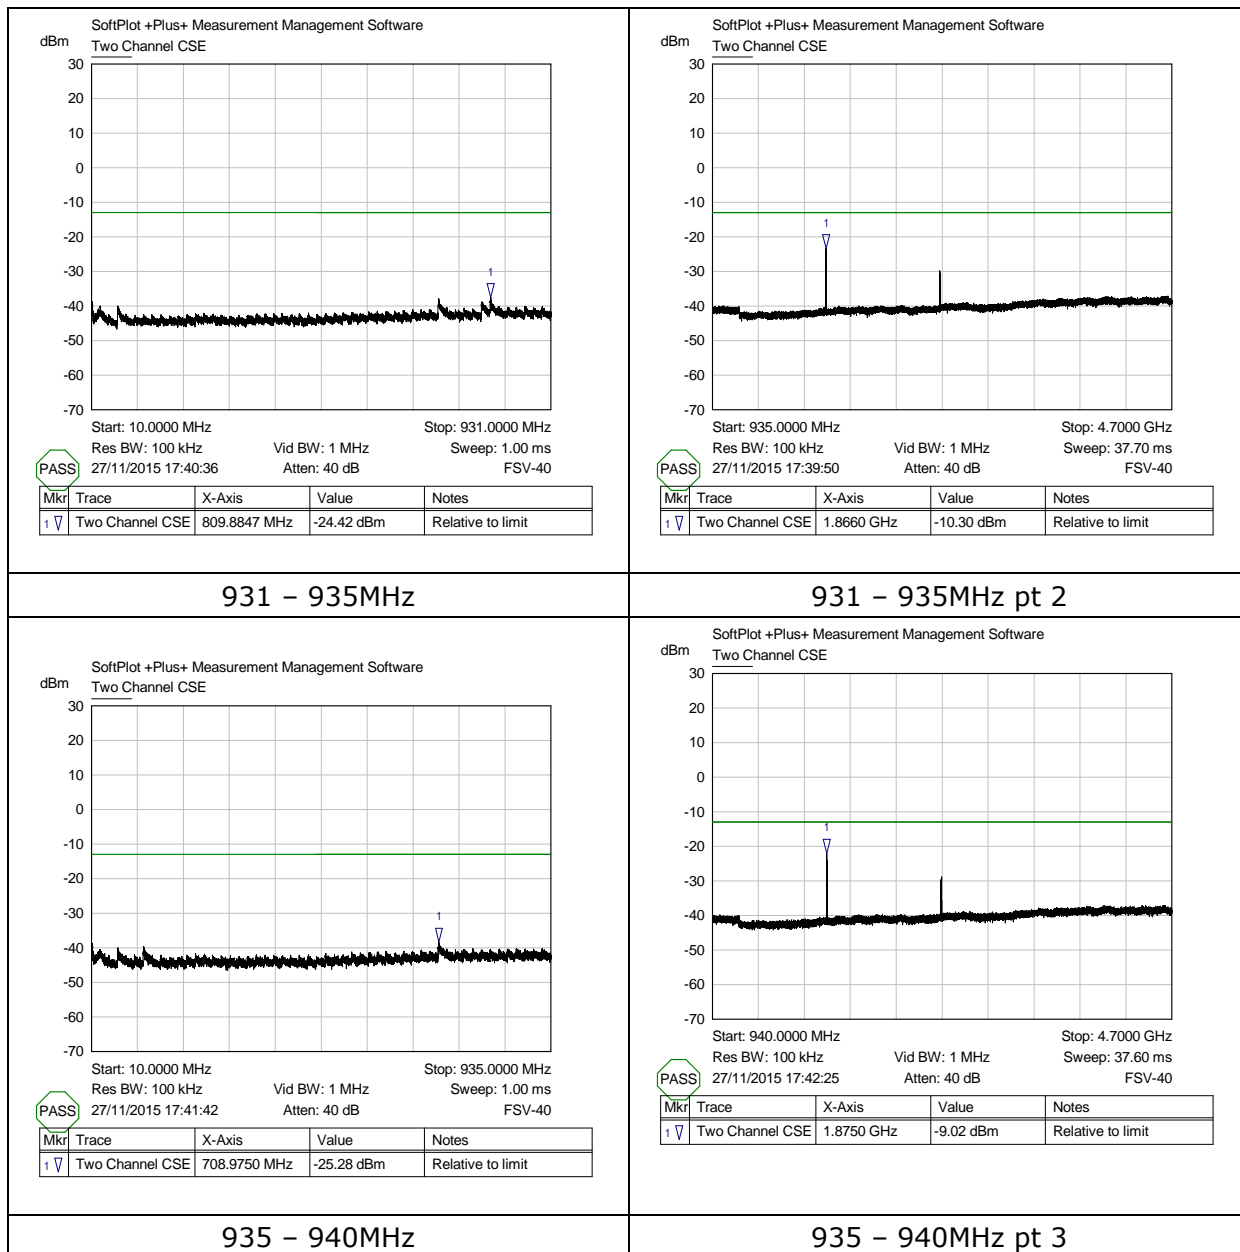 SoftPlot +Plus+ Measurement Management Software
dBm
Two Channel CSE
30
20
10
0
-10
-20
1
-30
-40
-50
-60
-70
Start: 10.0000 MHz Stop: 931.0000 MHz
Res BW: 100 kHz Vid BW: 1 MHz Sweep: 1.00 ms
PASS 27/11/2015 17:40:36 Atten: 40 dB FSV-40
Mkr Trace X-Axis Value Notes
1 Two Channel CSE 809.8847 MHz -24.42 dBm Relative to limit
931 – 935MHz
SoftPlot +Plus+ Measurement Management Software
dBm
Two Channel CSE
30
20
10
0
-10
1
-20
-30
-40
-50
-60
-70
Start: 935.0000 MHz Stop: 4.7000 GHz
Res BW: 100 kHz Vid BW: 1 MHz Sweep: 37.70 ms
PASS 27/11/2015 17:39:50 Atten: 40 dB FSV-40
Mkr Trace X-Axis Value Notes
1 Two Channel CSE 1.8660 GHz -10.30 dBm Relative to limit
931 – 935MHz pt 2
SoftPlot +Plus+ Measurement Management Software
dBm
Two Channel CSE
30
20
10
0
-10
-20
-30
1
-40
-50
-60
-70
Start: 10.0000 MHz Stop: 935.0000 MHz
Res BW: 100 kHz Vid BW: 1 MHz Sweep: 1.00 ms
PASS 27/11/2015 17:41:42 Atten: 40 dB FSV-40
Mkr Trace X-Axis Value Notes
1 Two Channel CSE 708.9750 MHz -25.28 dBm Relative to limit
935 – 940MHz
SoftPlot +Plus+ Measurement Management Software
dBm
Two Channel CSE
30
20
10
0
-10
1
-20
-30
-40
-50
-60
-70
Start: 940.0000 MHz Stop: 4.7000 GHz
Res BW: 100 kHz Vid BW: 1 MHz Sweep: 37.60 ms
PASS 27/11/2015 17:42:25 Atten: 40 dB FSV-40
Mkr Trace X-Axis Value Notes
1 Two Channel CSE 1.8750 GHz -9.02 dBm Relative to limit
935 – 940MHz pt 3